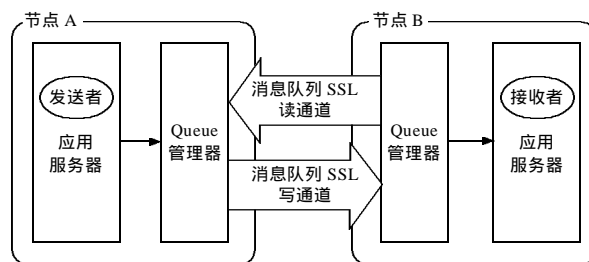 节点 A
节点 B
发送者
应用
服务器
Queue
管理器
消息队列 SSL
读通道
消息队列 SSL
写通道
Queue
管理器
接收者
应用
服务器